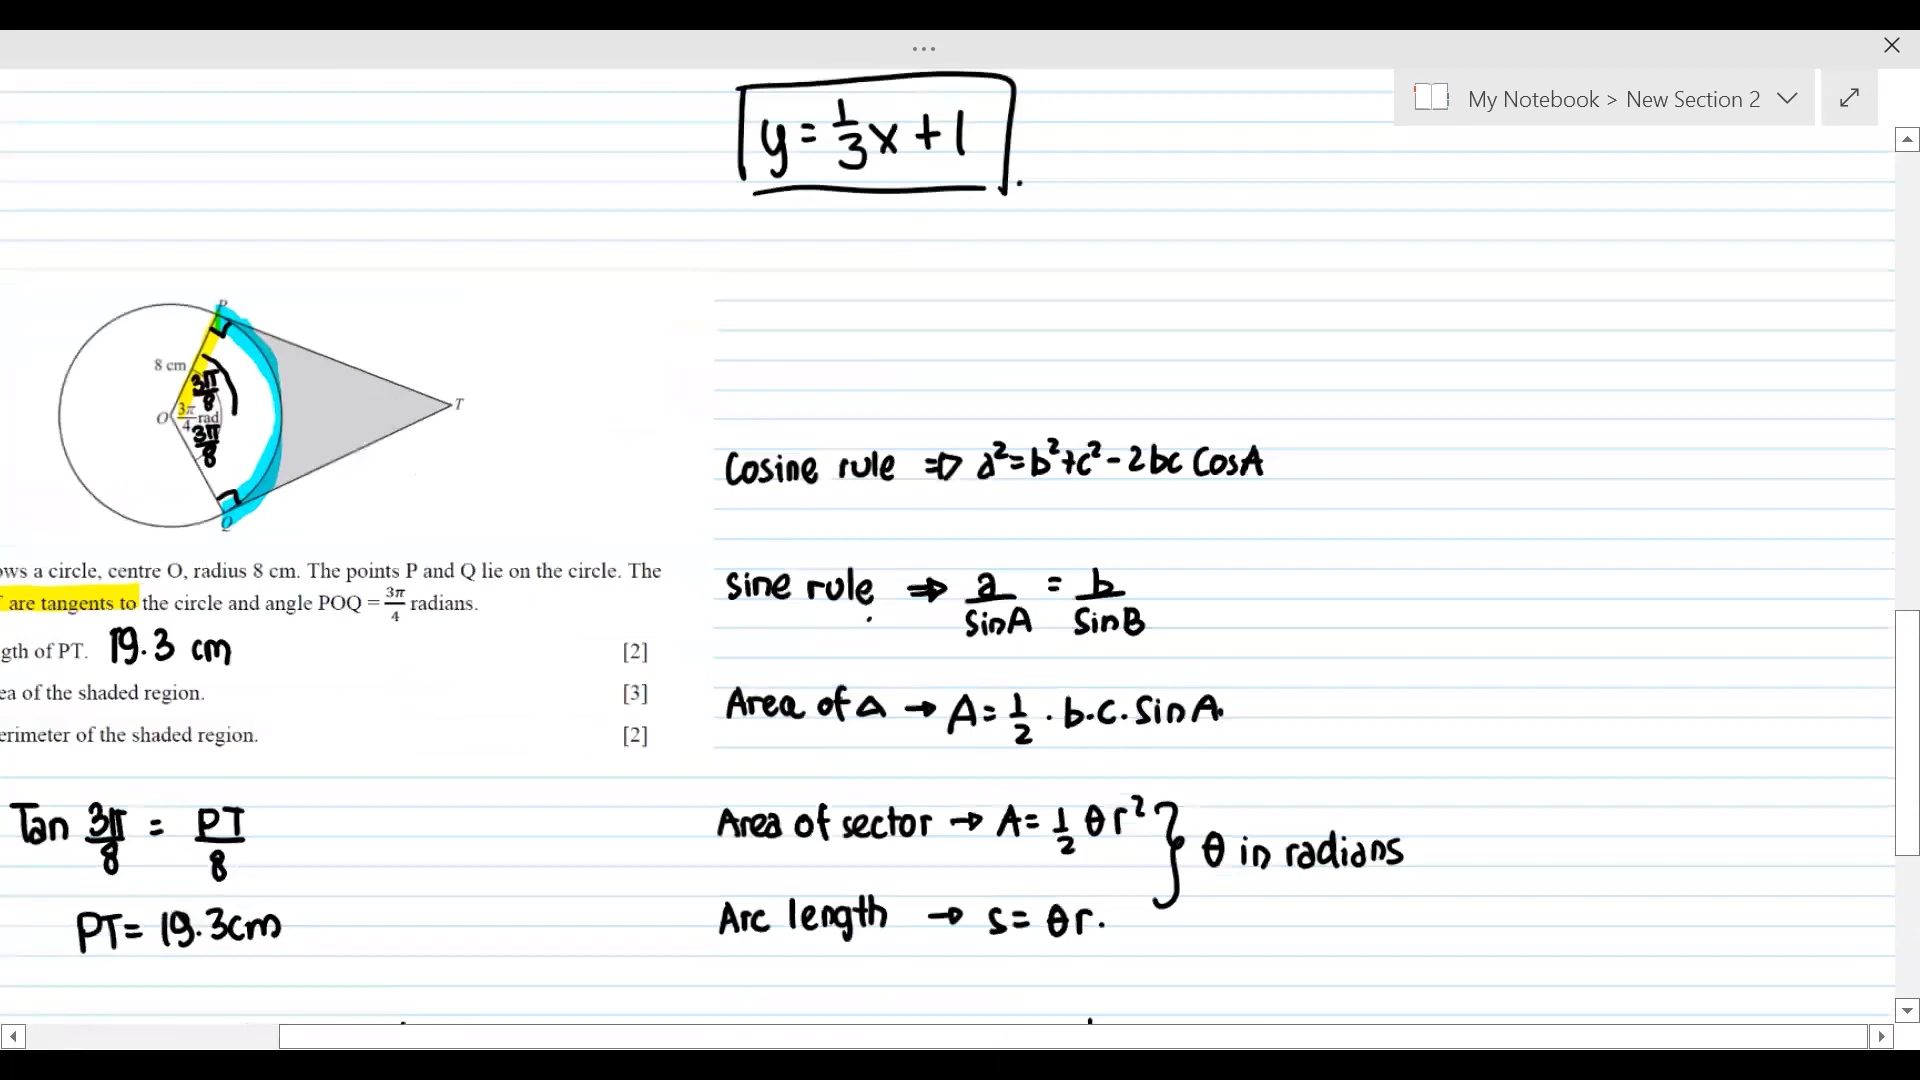 My Notebook > New Section 2
y = 1/3 x + 1
P
8 cm
3π/8
O
3π/4 rad
3π/8
T
Q
ows a circle, centre O, radius 8 cm. The points P and Q lie on the circle. The
are tangents to the circle and angle POQ = 3π/4 radians.
gth of PT. 19.3 cm [2]
ea of the shaded region. [3]
erimeter of the shaded region. [2]
Tan 3π/8 = PT/8
PT = 19.3cm
Cosine rule ⇒ a² = b² + c² - 2bc CosA
Sine rule ⇒ a/SinA = b/SinB
Area of Δ → A = 1/2 . b.c. Sin A.
Area of sector → A = 1/2 θ r² } θ in radians
Arc length → s = θr.